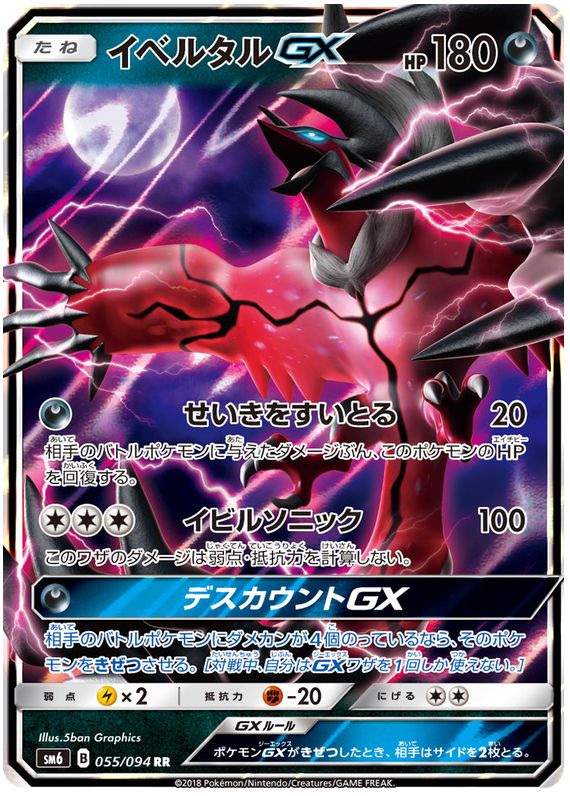 たね イベルタルGX HP180
せいきをすいとる 20
相手のバトルポケモンに与えたダメージぶん、このポケモンのHP
を回復する。
イビルソニック 100
このワザのダメージは弱点・抵抗力を計算しない。
デスカウントGX
相手のバトルポケモンにダメカンが4個のっているなら、そのポケ
モンをきぜつさせる。[対戦中、自分はGXワザを1回しか使えない。]
弱点 ×2 抵抗力 -20 にげる
Illus.5ban Graphics
GXルール
ポケモンGXがきぜつしたとき、相手はサイドを2枚とる。
SM6 B 055/094 RR
©2018 Pokémon/Nintendo/Creatures/GAME FREAK.